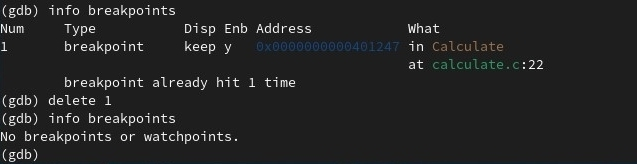 (gdb) info breakpoints
Num     Type           Disp Enb Address            What
1       breakpoint     keep y   0x0000000000401247 in Calculate
                                                   at calculate.c:22
        breakpoint already hit 1 time
(gdb) delete 1
(gdb) info breakpoints
No breakpoints or watchpoints.
(gdb)